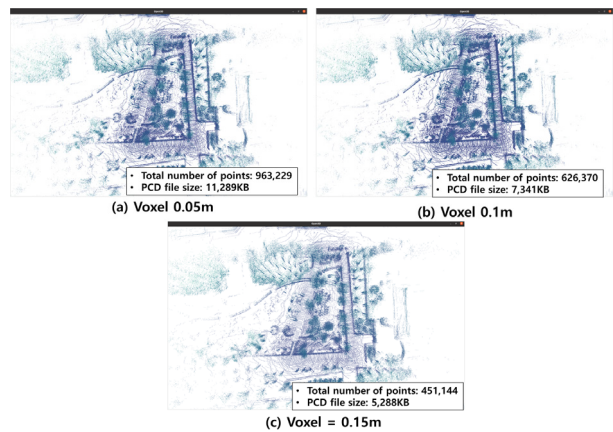 • Total number of points: 963,229
• PCD file size: 11,289KB
(a) Voxel 0.05m
• Total number of points: 626,370
• PCD file size: 7,341KB
(b) Voxel 0.1m
• Total number of points: 451,144
• PCD file size: 5,288KB
(c) Voxel = 0.15m